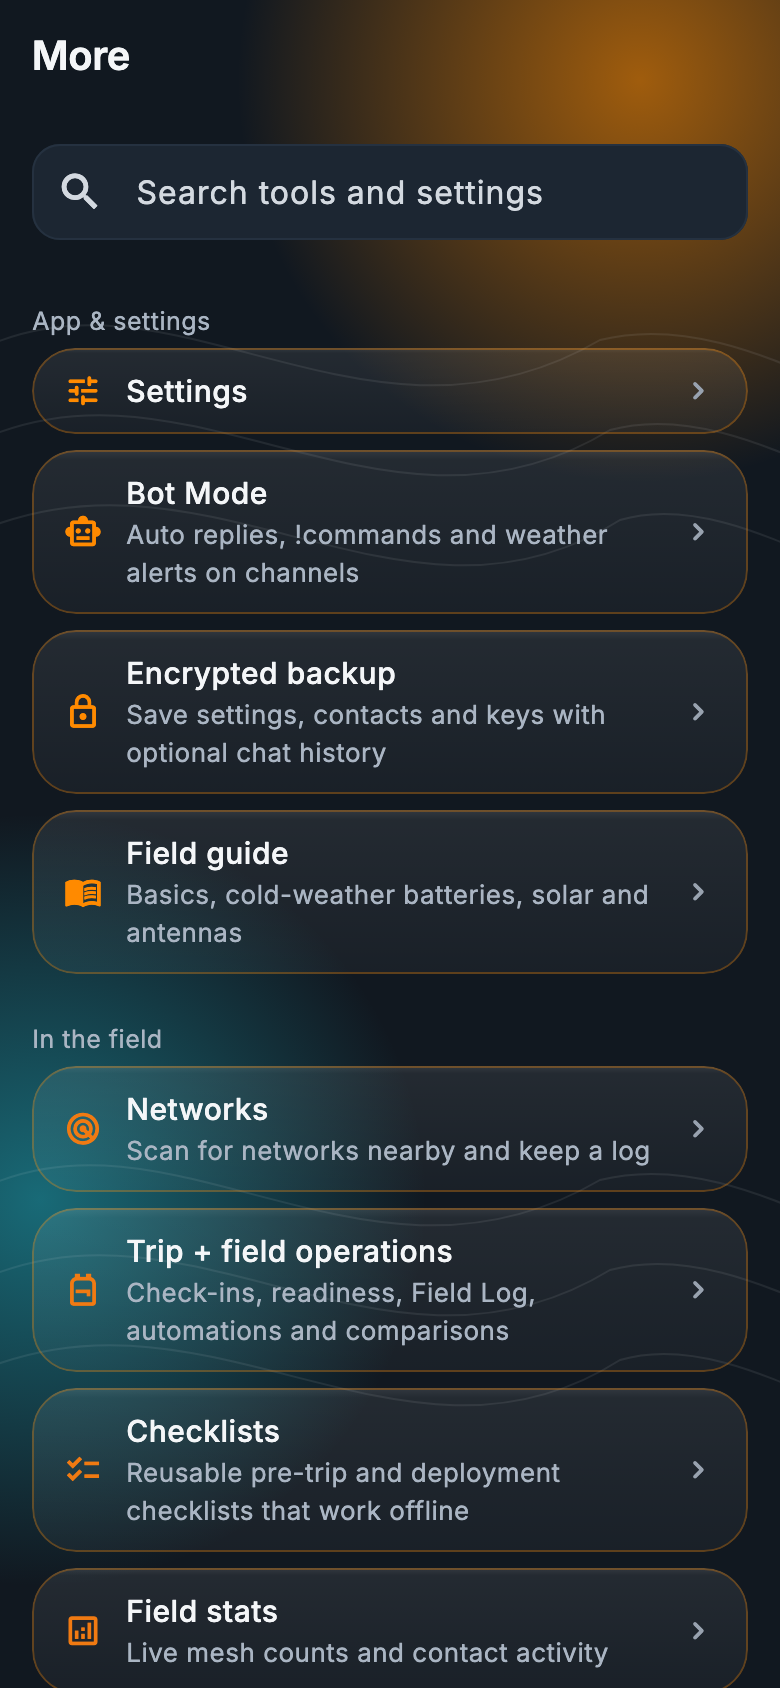 More
Search tools and settings
App & settings
Settings
Bot Mode
Auto replies, !commands and weather
alerts on channels
Encrypted backup
Save settings, contacts and keys with
optional chat history
Field guide
Basics, cold-weather batteries, solar and
antennas
In the field
Networks
Scan for networks nearby and keep a log
Trip + field operations
Check-ins, readiness, Field Log,
automations and comparisons
Checklists
Reusable pre-trip and deployment
checklists that work offline
Field stats
Live mesh counts and contact activity